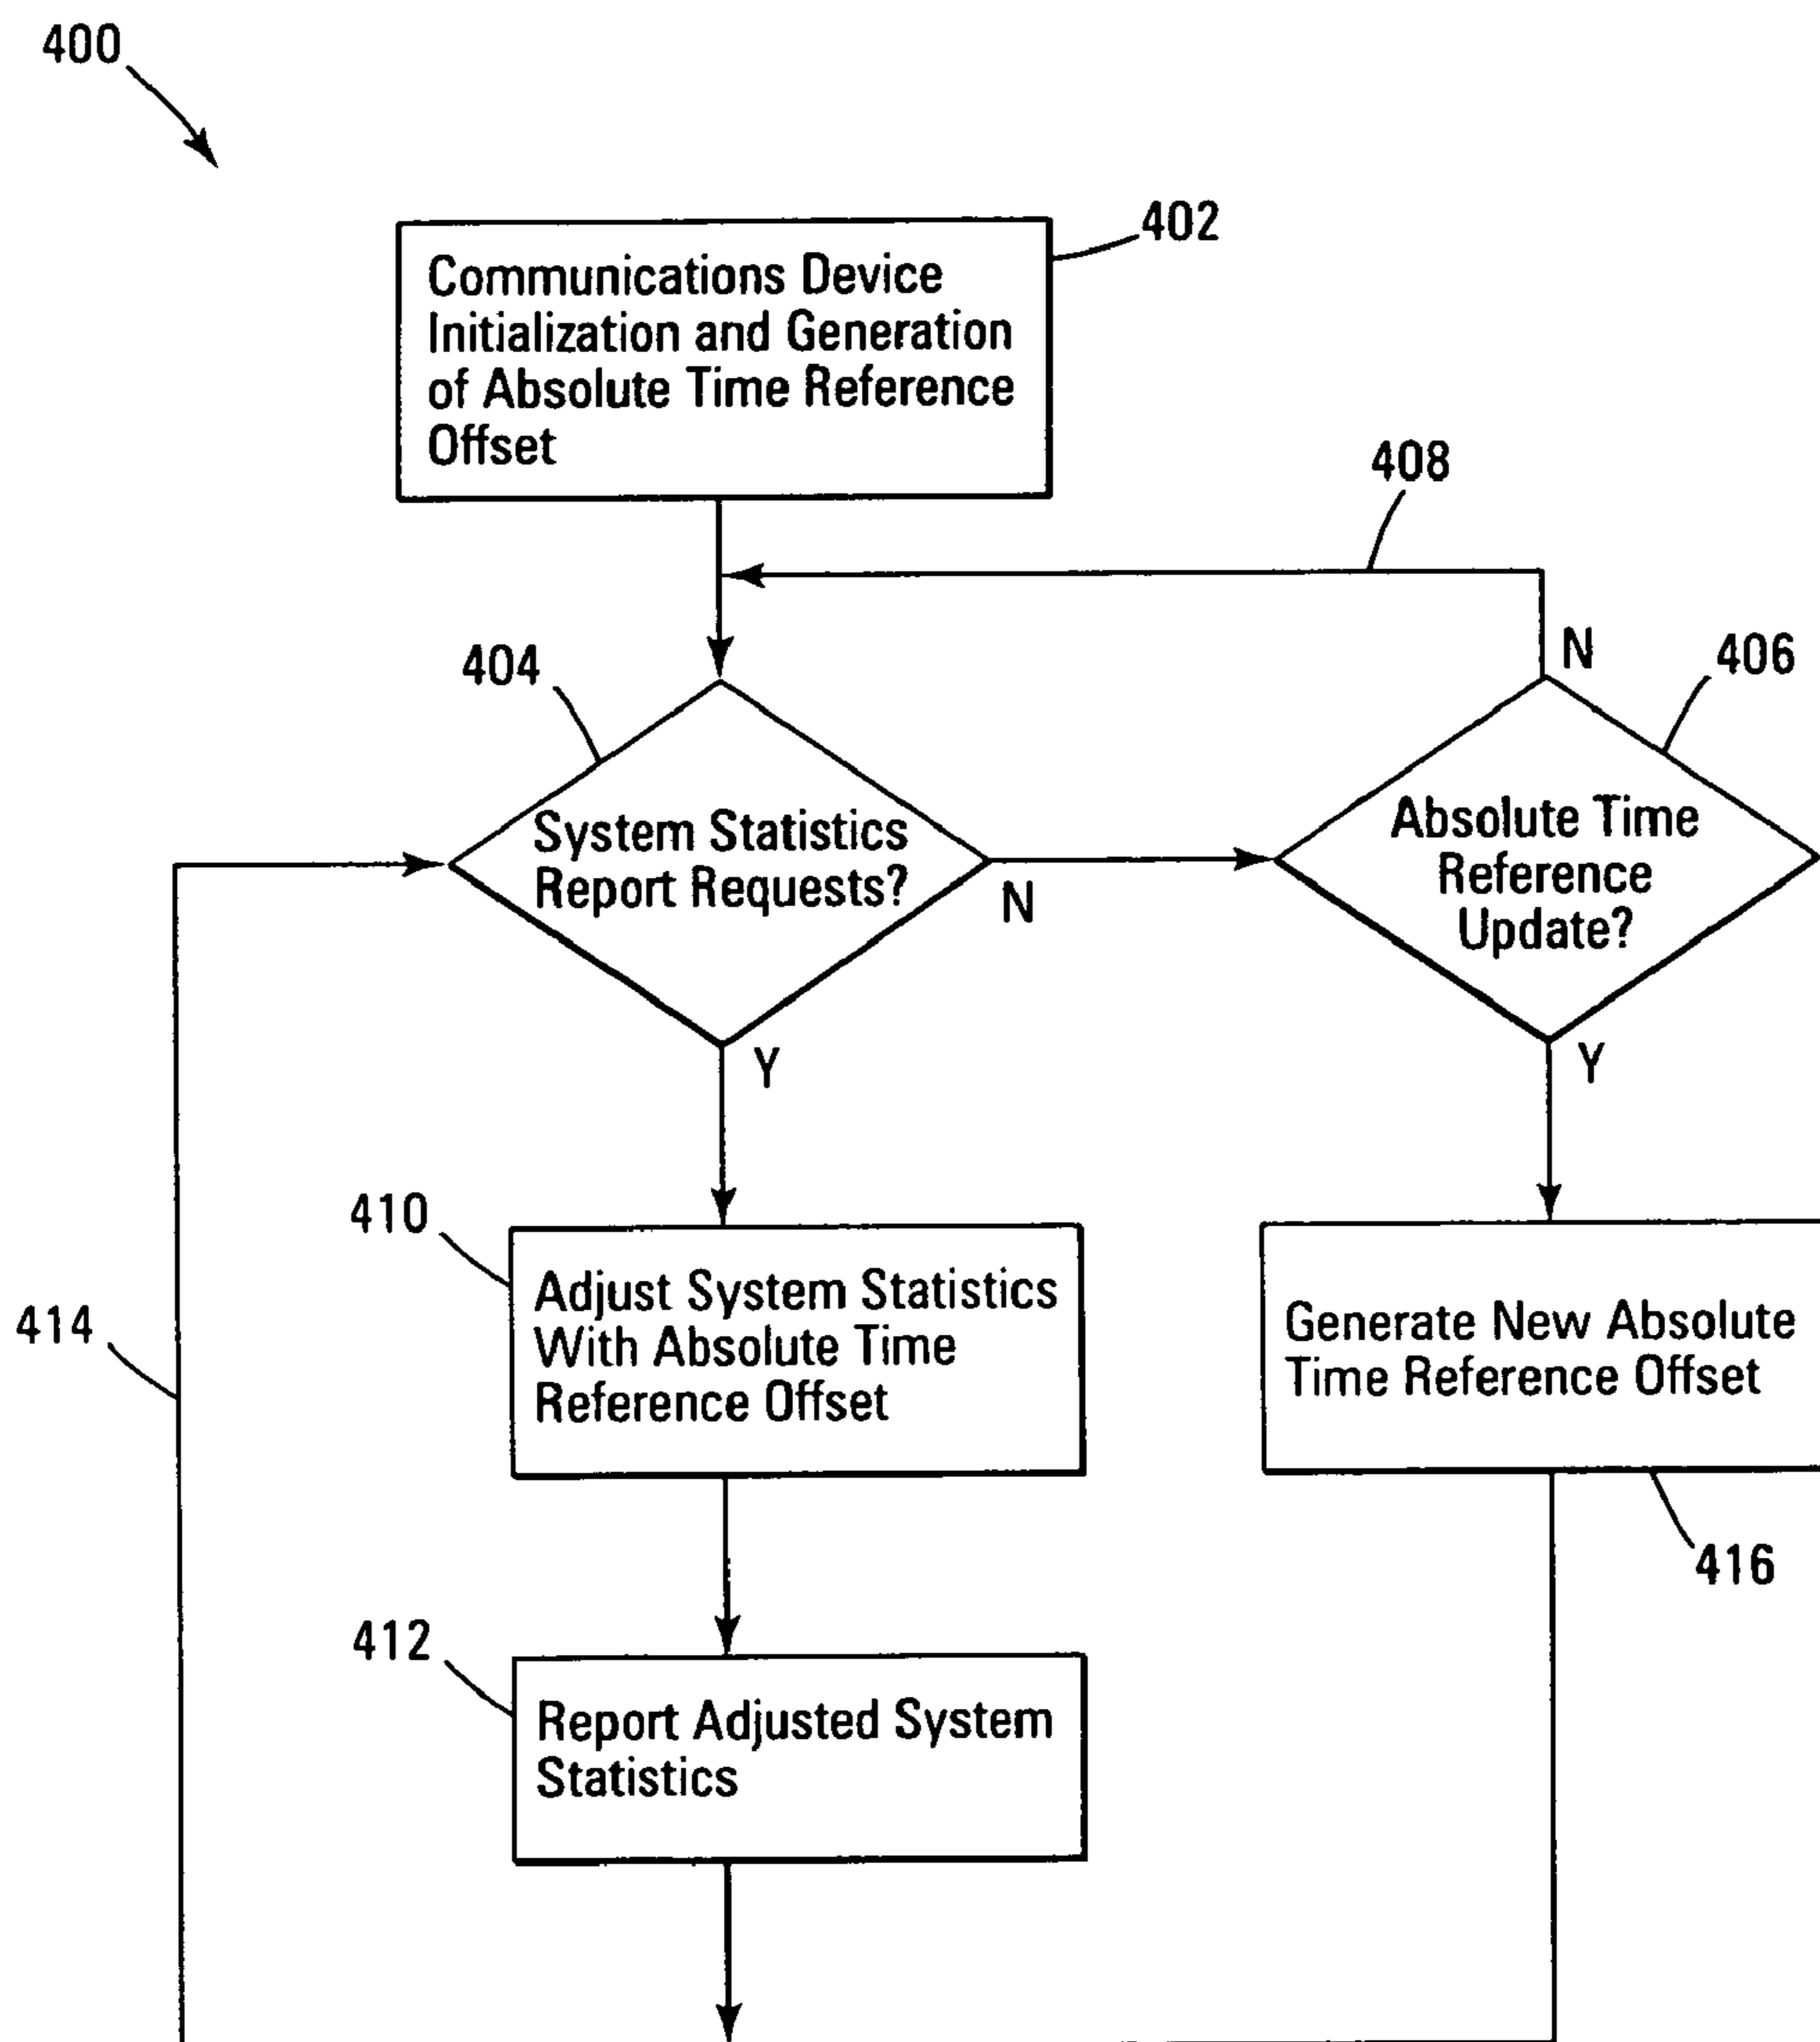 400
402
Communications Device
Initialization and Generation
of Absolute Time Reference
Offset
408
404
N
406
System Statistics
Report Requests?
N
Absolute Time
Reference
Update?
Y
Y
410
Adjust System Statistics
With Absolute Time
Reference Offset
Generate New Absolute
Time Reference Offset
414
416
412
Report Adjusted System
Statistics